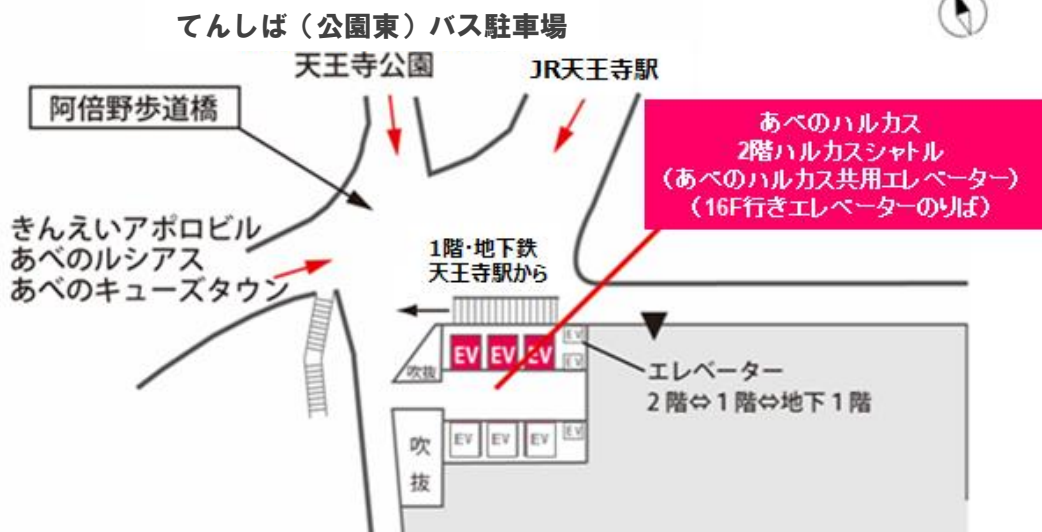 てんしば（公園東）バス駐車場
天王寺公園
JR天王寺駅
阿倍野歩道橋
あべのハルカス
2階ハルカスシャトル
（あべのハルカス共用エレベーター）
（16F行きエレベーターのりば）
きんえいアポロビル
あべのルシアス
あべのキューズタウン
1階･地下鉄
天王寺駅から
EV EV EV EV
EV
吹抜
エレベーター
2階⇔1階⇔地下1階
EV EV EV EV
吹
抜